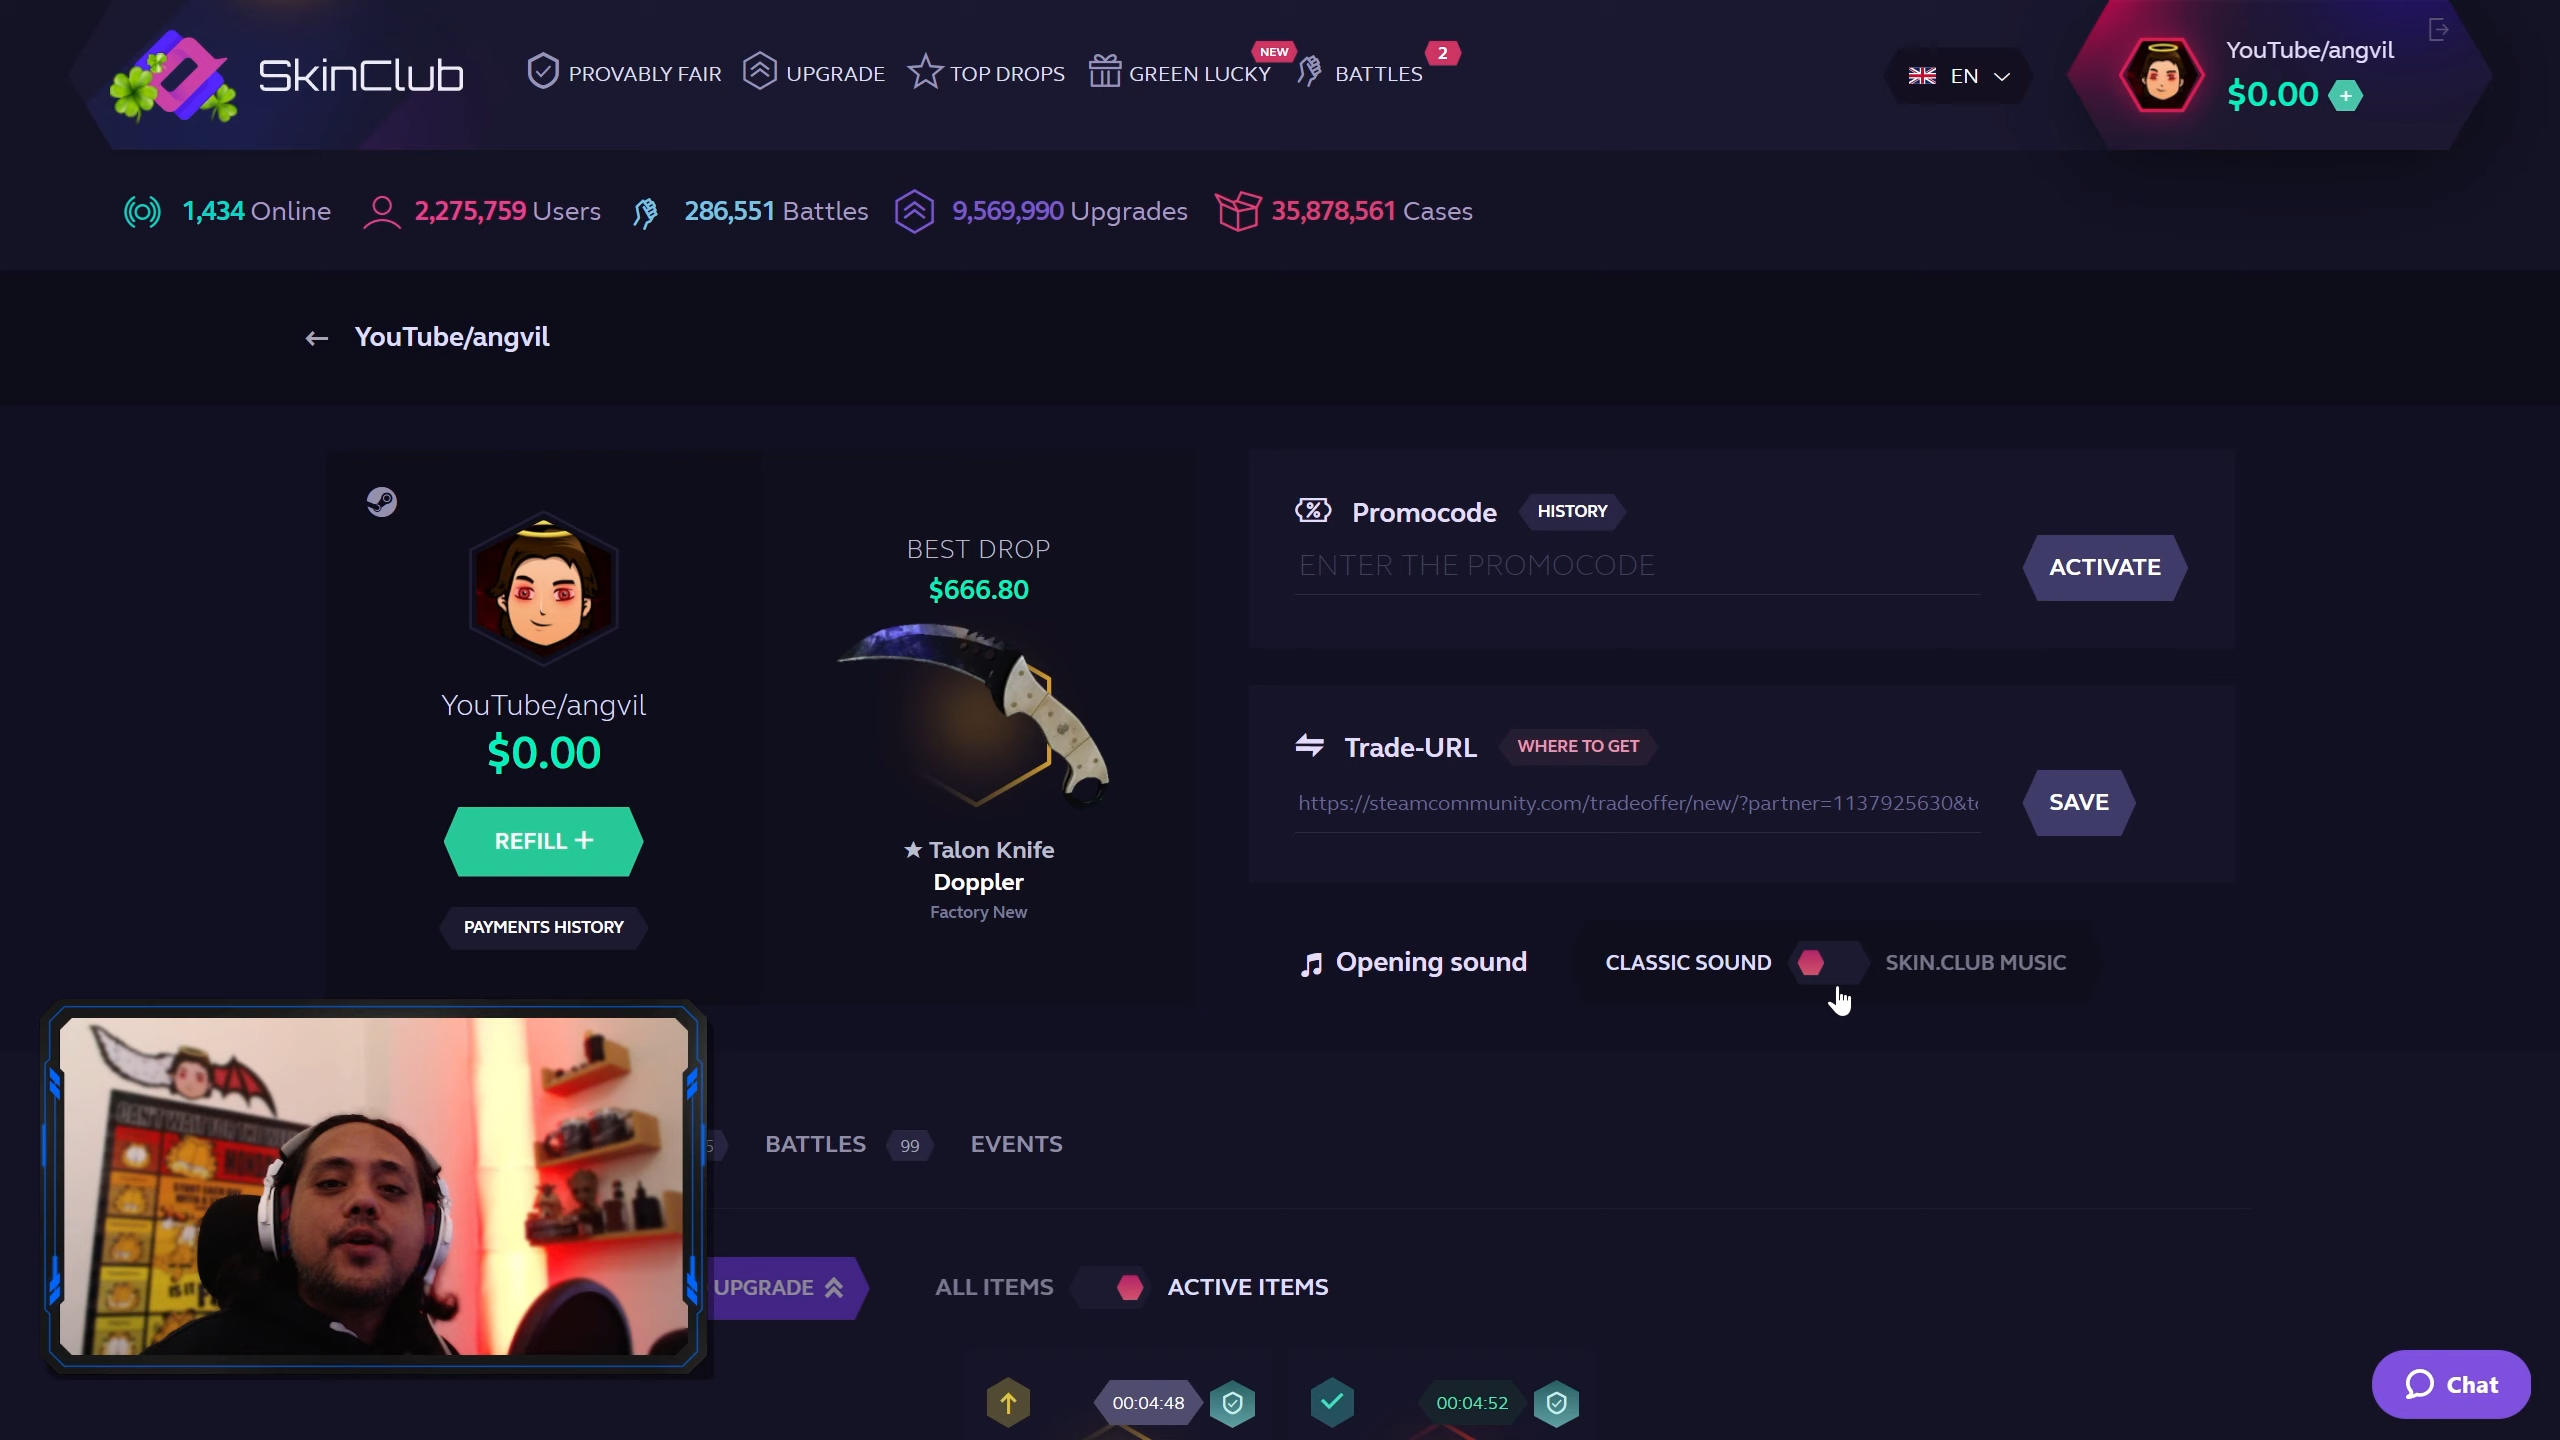 SkinClub
PROVABLY FAIR
UPGRADE
TOP DROPS
GREEN LUCKY
NEW
BATTLES
2
EN
YouTube/angvil
$0.00
1,434 Online
2,275,759 Users
286,551 Battles
9,569,990 Upgrades
35,878,561 Cases
YouTube/angvil
YouTube/angvil
$0.00
REFILL +
PAYMENTS HISTORY
BEST DROP
$666.80
★ Talon Knife
Doppler
Factory New
Promocode
HISTORY
ENTER THE PROMOCODE
ACTIVATE
Trade-URL
WHERE TO GET
https://steamcommunity.com/tradeoffer/new/?partner=1137925630&to
SAVE
Opening sound
CLASSIC SOUND
SKIN.CLUB MUSIC
5
BATTLES
99
EVENTS
UPGRADE
ALL ITEMS
ACTIVE ITEMS
00:04:48
00:04:52
Chat